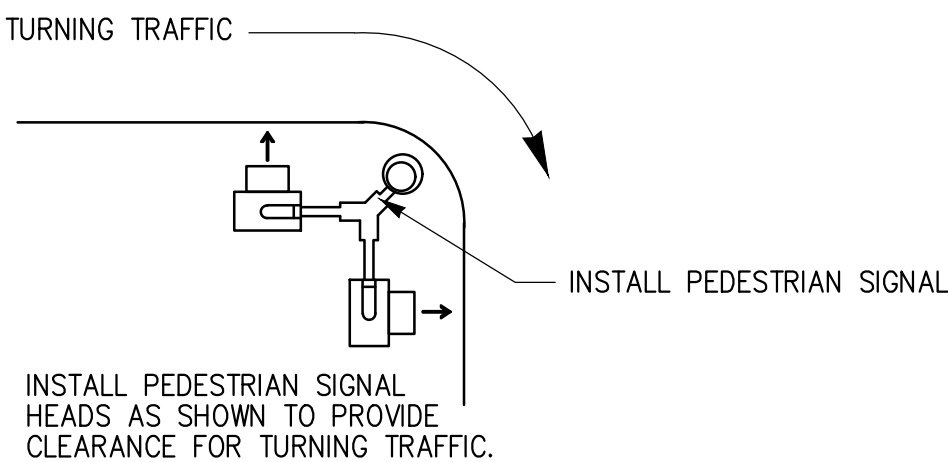 TURNING TRAFFIC
INSTALL PEDESTRIAN SIGNAL
INSTALL PEDESTRIAN SIGNAL
HEADS AS SHOWN TO PROVIDE
CLEARANCE FOR TURNING TRAFFIC.